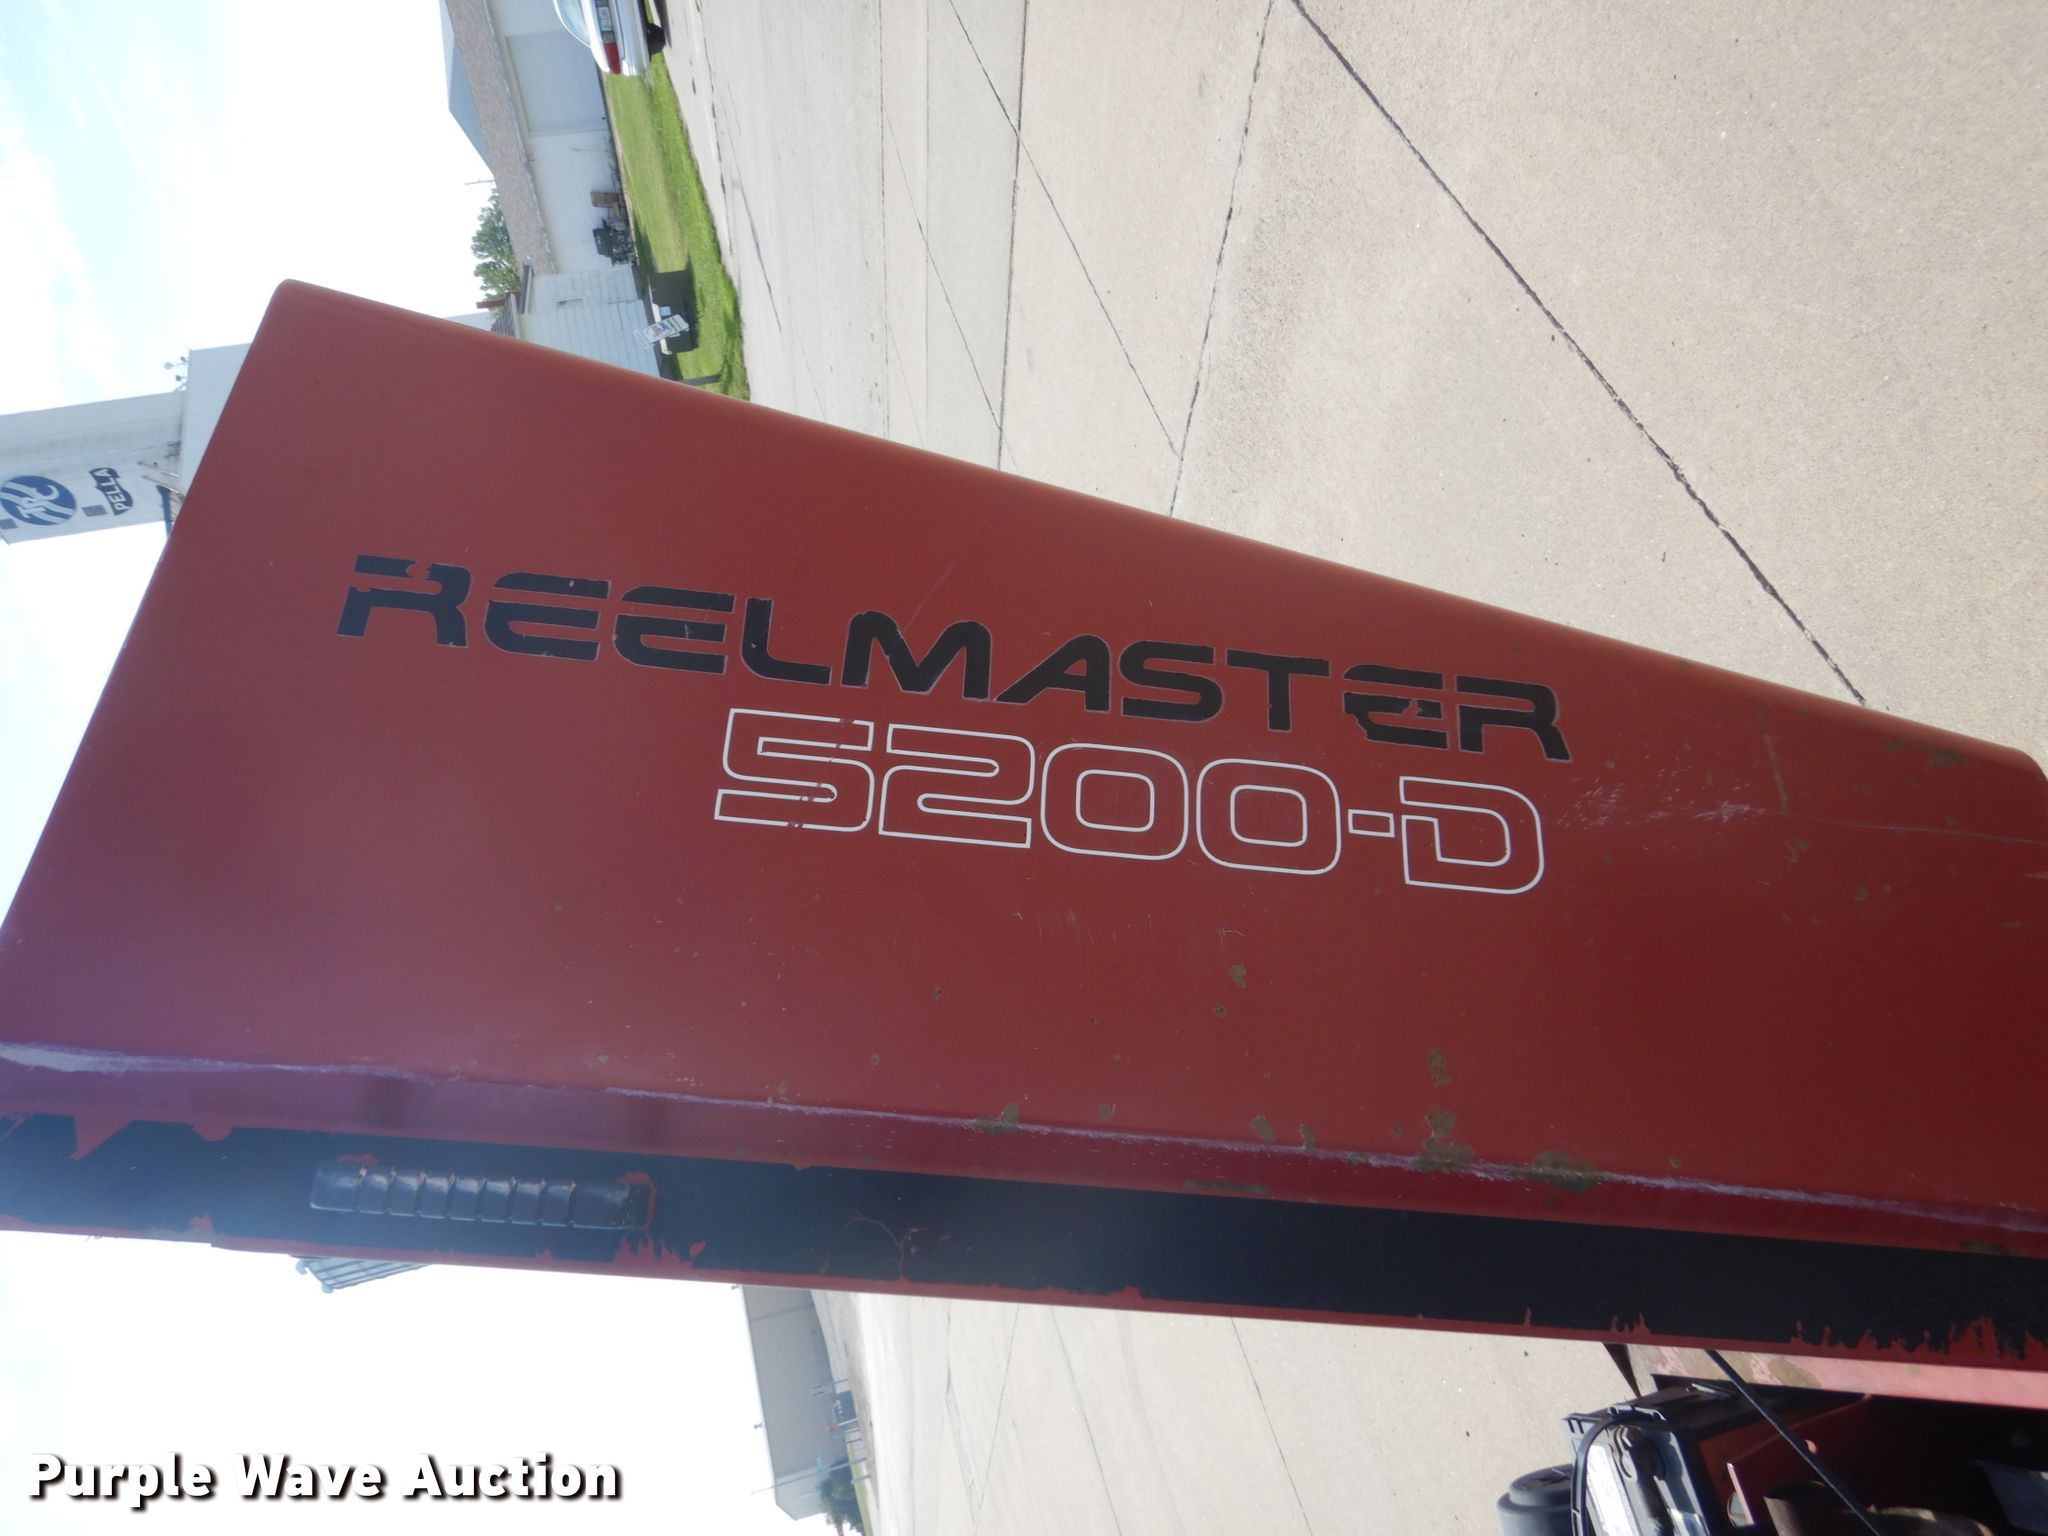 REELMASTER
5200-D
PELLA
Purple Wave Auction